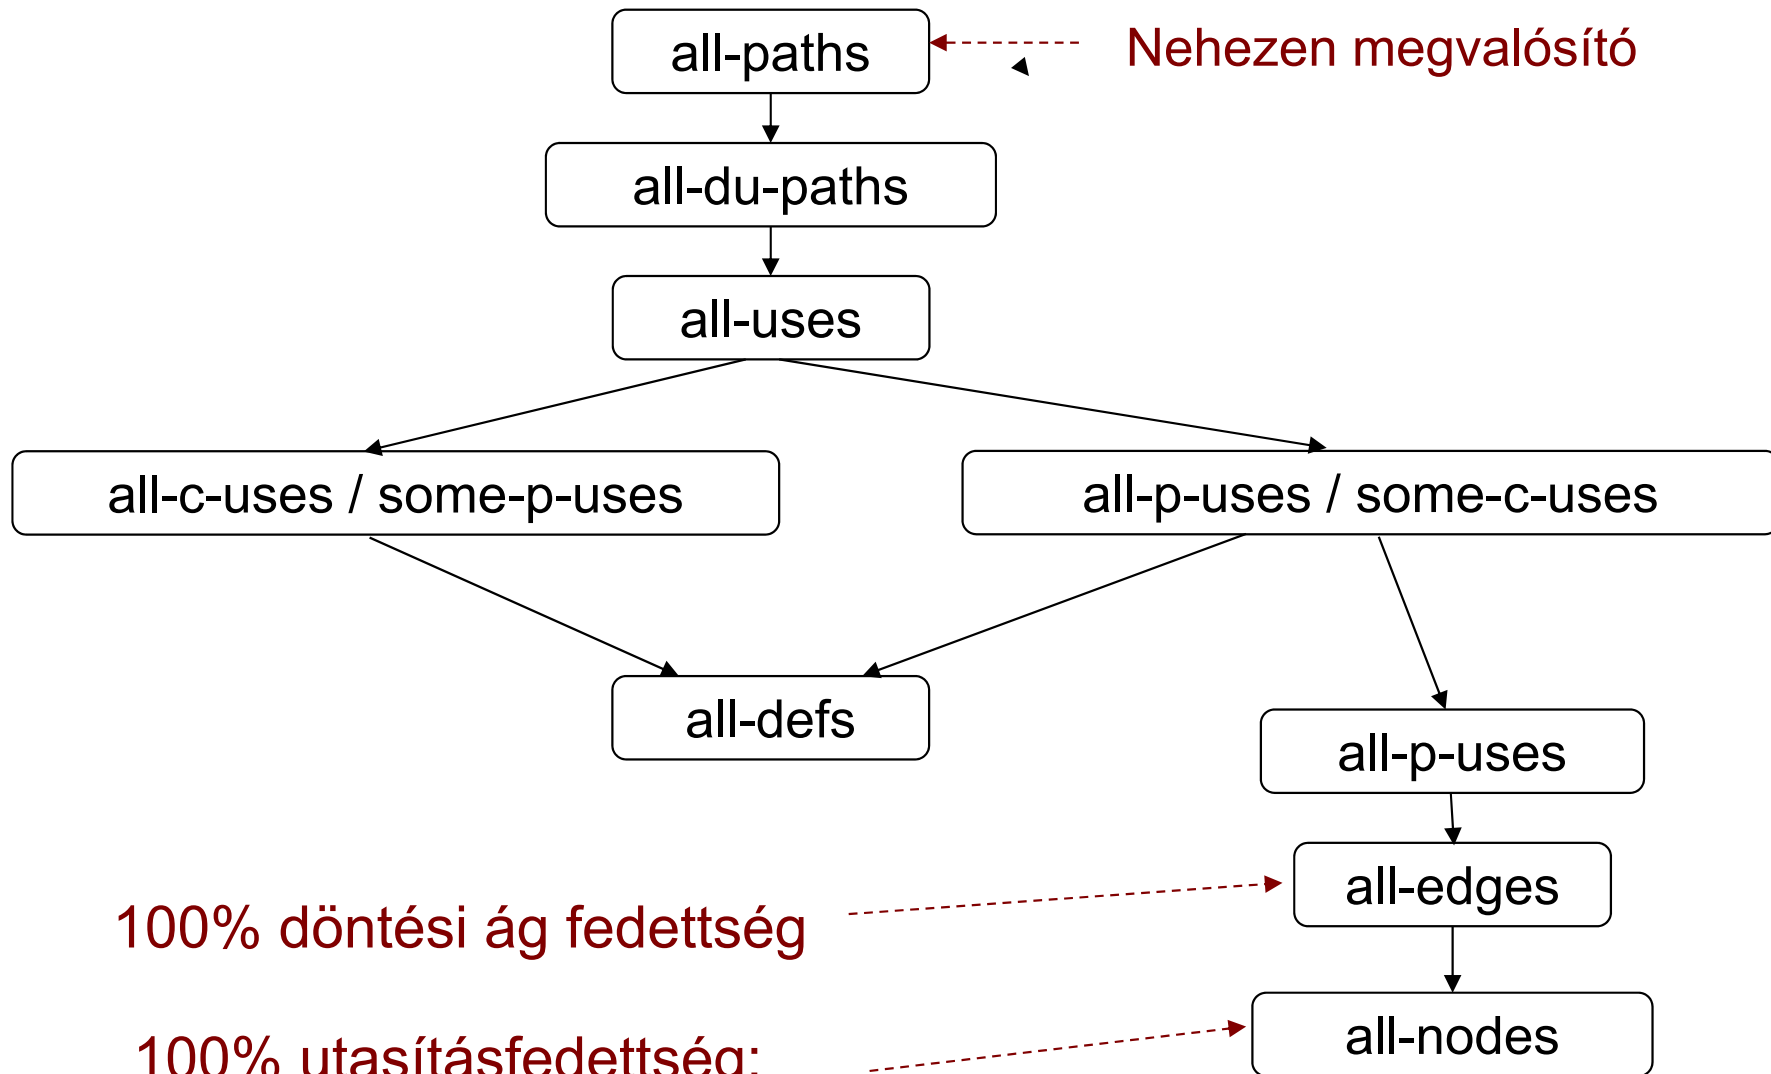 all-paths
Nehezen megvalósító
all-du-paths
all-uses
all-c-uses / some-p-uses
all-p-uses / some-c-uses
all-defs
all-p-uses
all-edges
100% döntési ág fedettség
all-nodes
100% utasításfedettség: